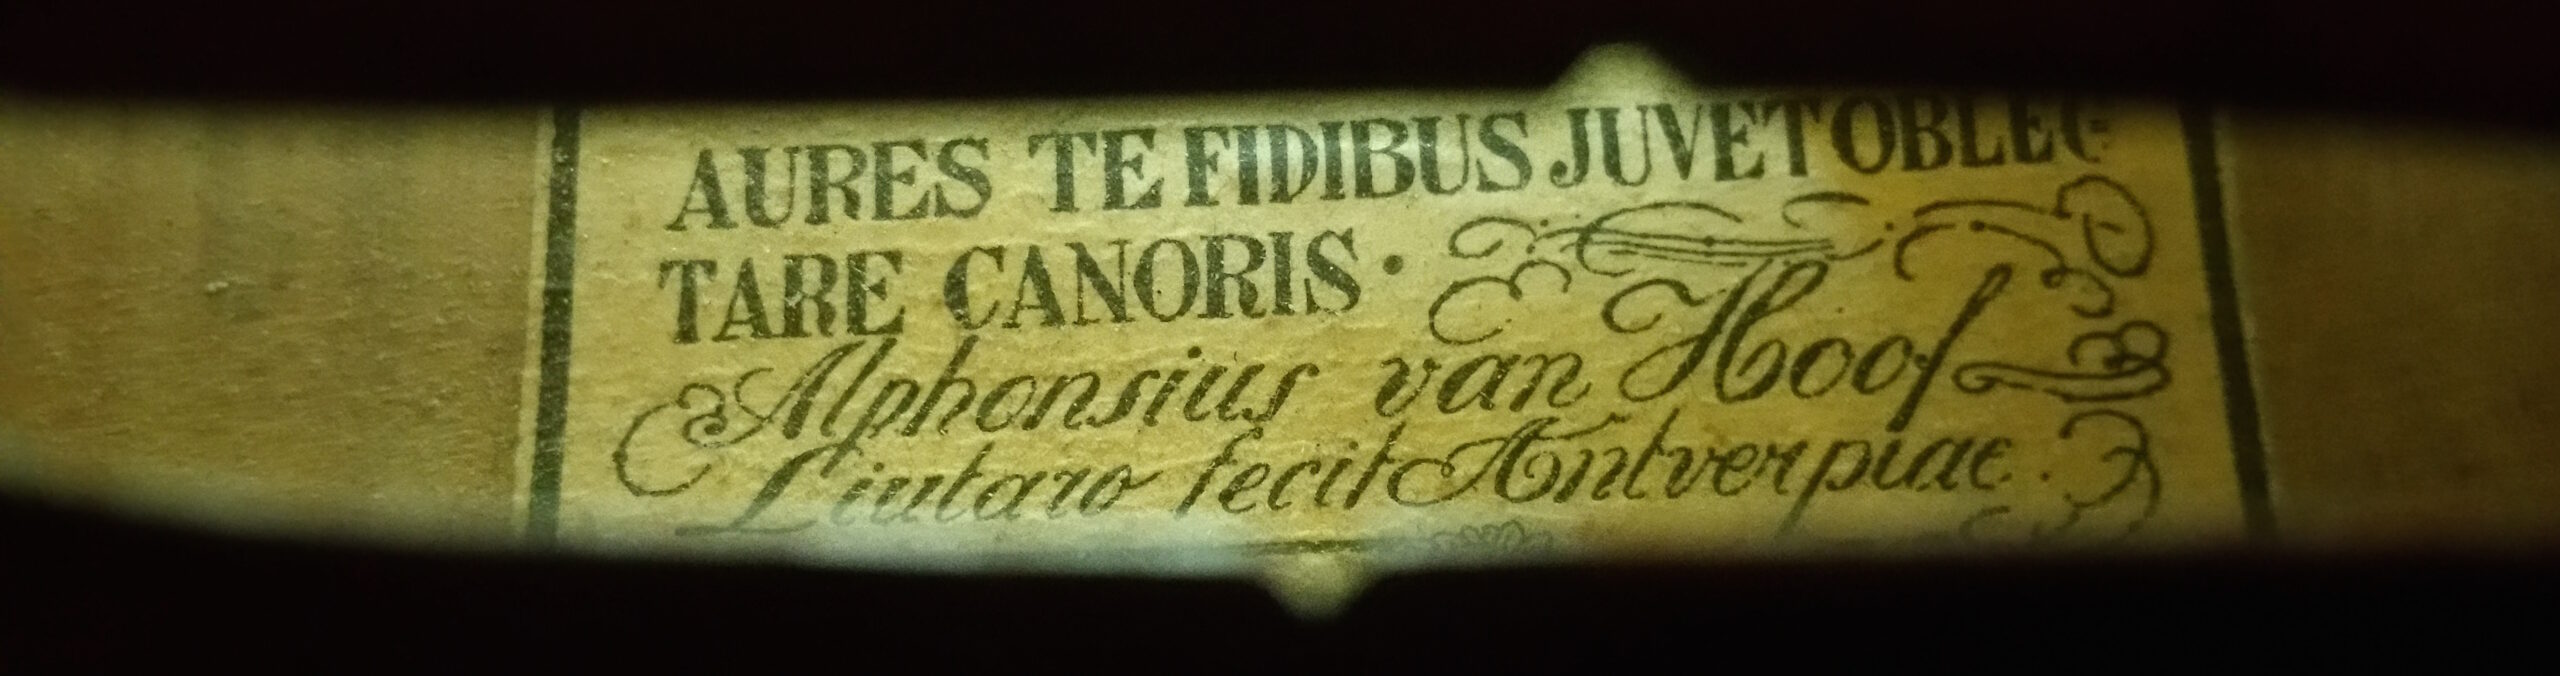 AURES TE FIDIBUS JUVET OBLEC-
TARE CANORIS ·
Alphonsius van Hoof
Liutaro fecit Antverpiae.